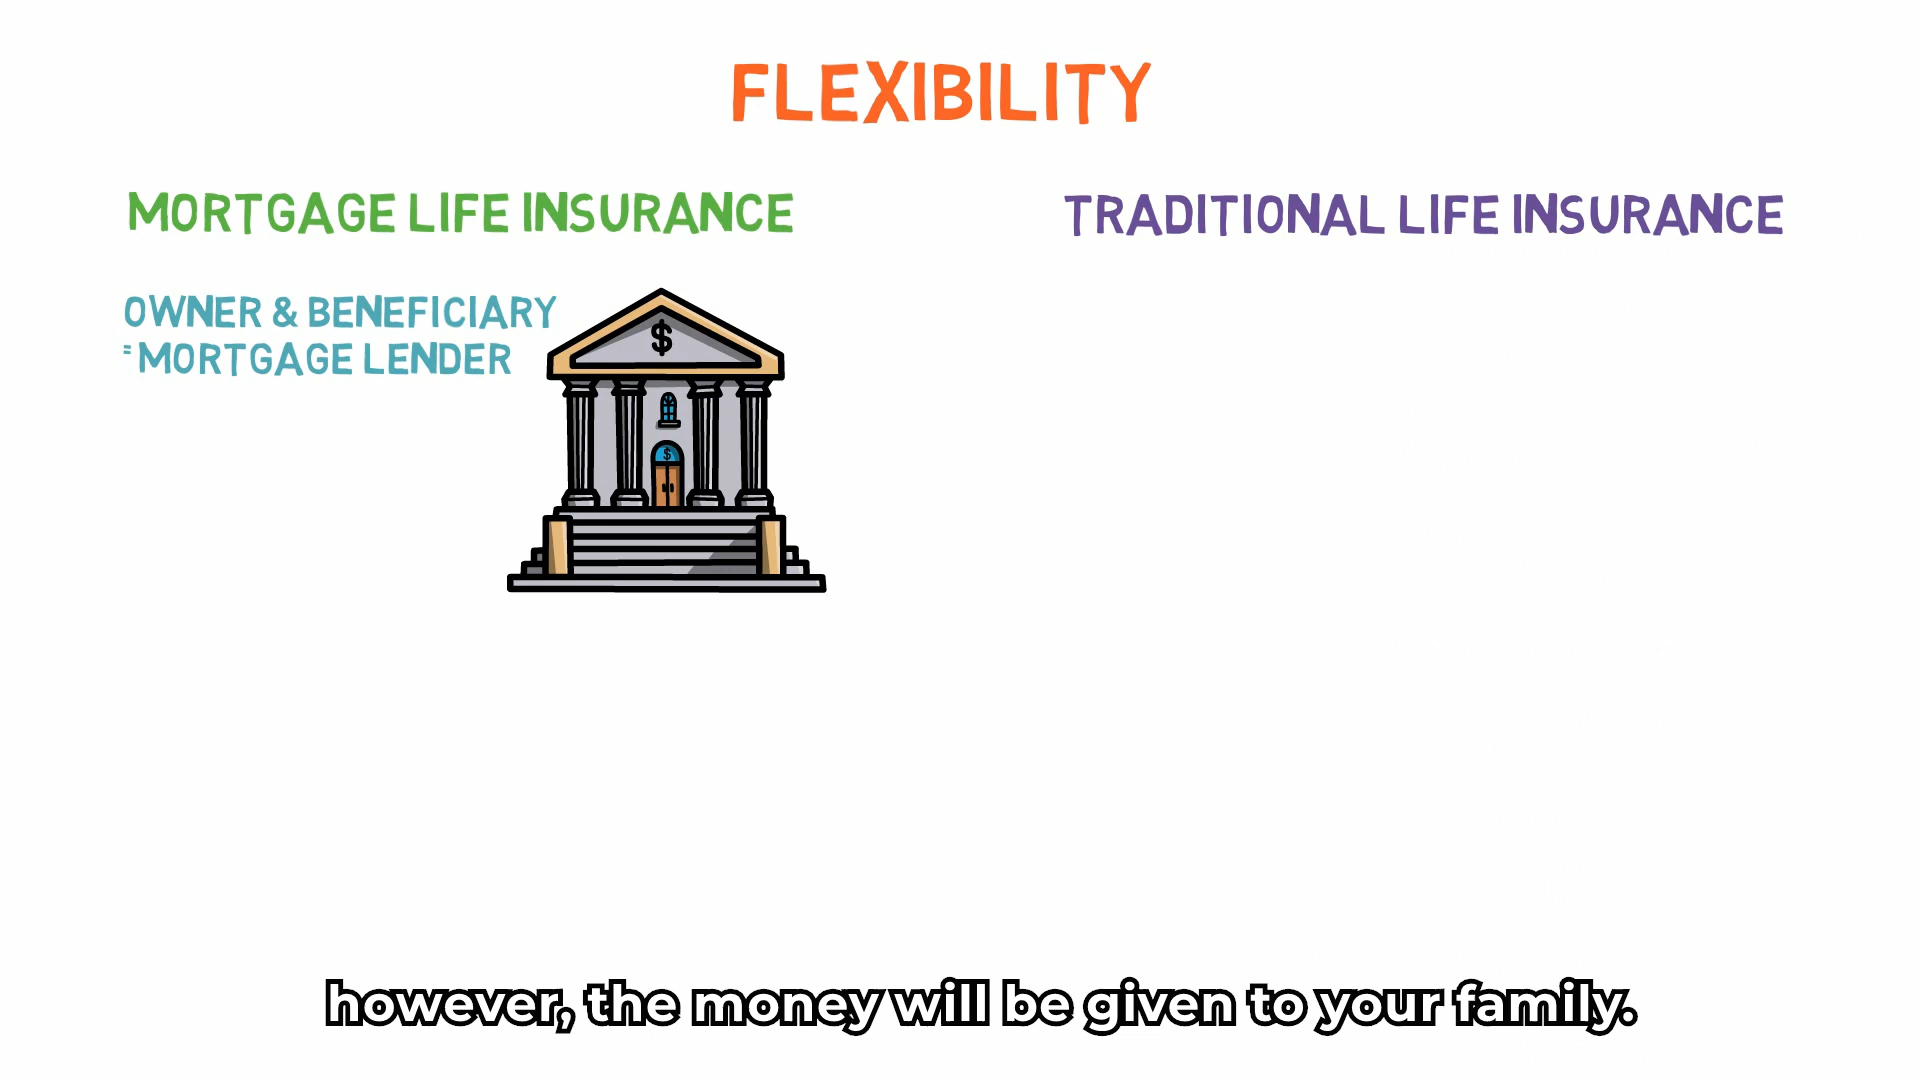 FLEXIBILITY
MORTGAGE LIFE INSURANCE
TRADITIONAL LIFE INSURANCE
OWNER & BENEFICIARY
=MORTGAGE LENDER
$
$
however, the money will be given to your family.